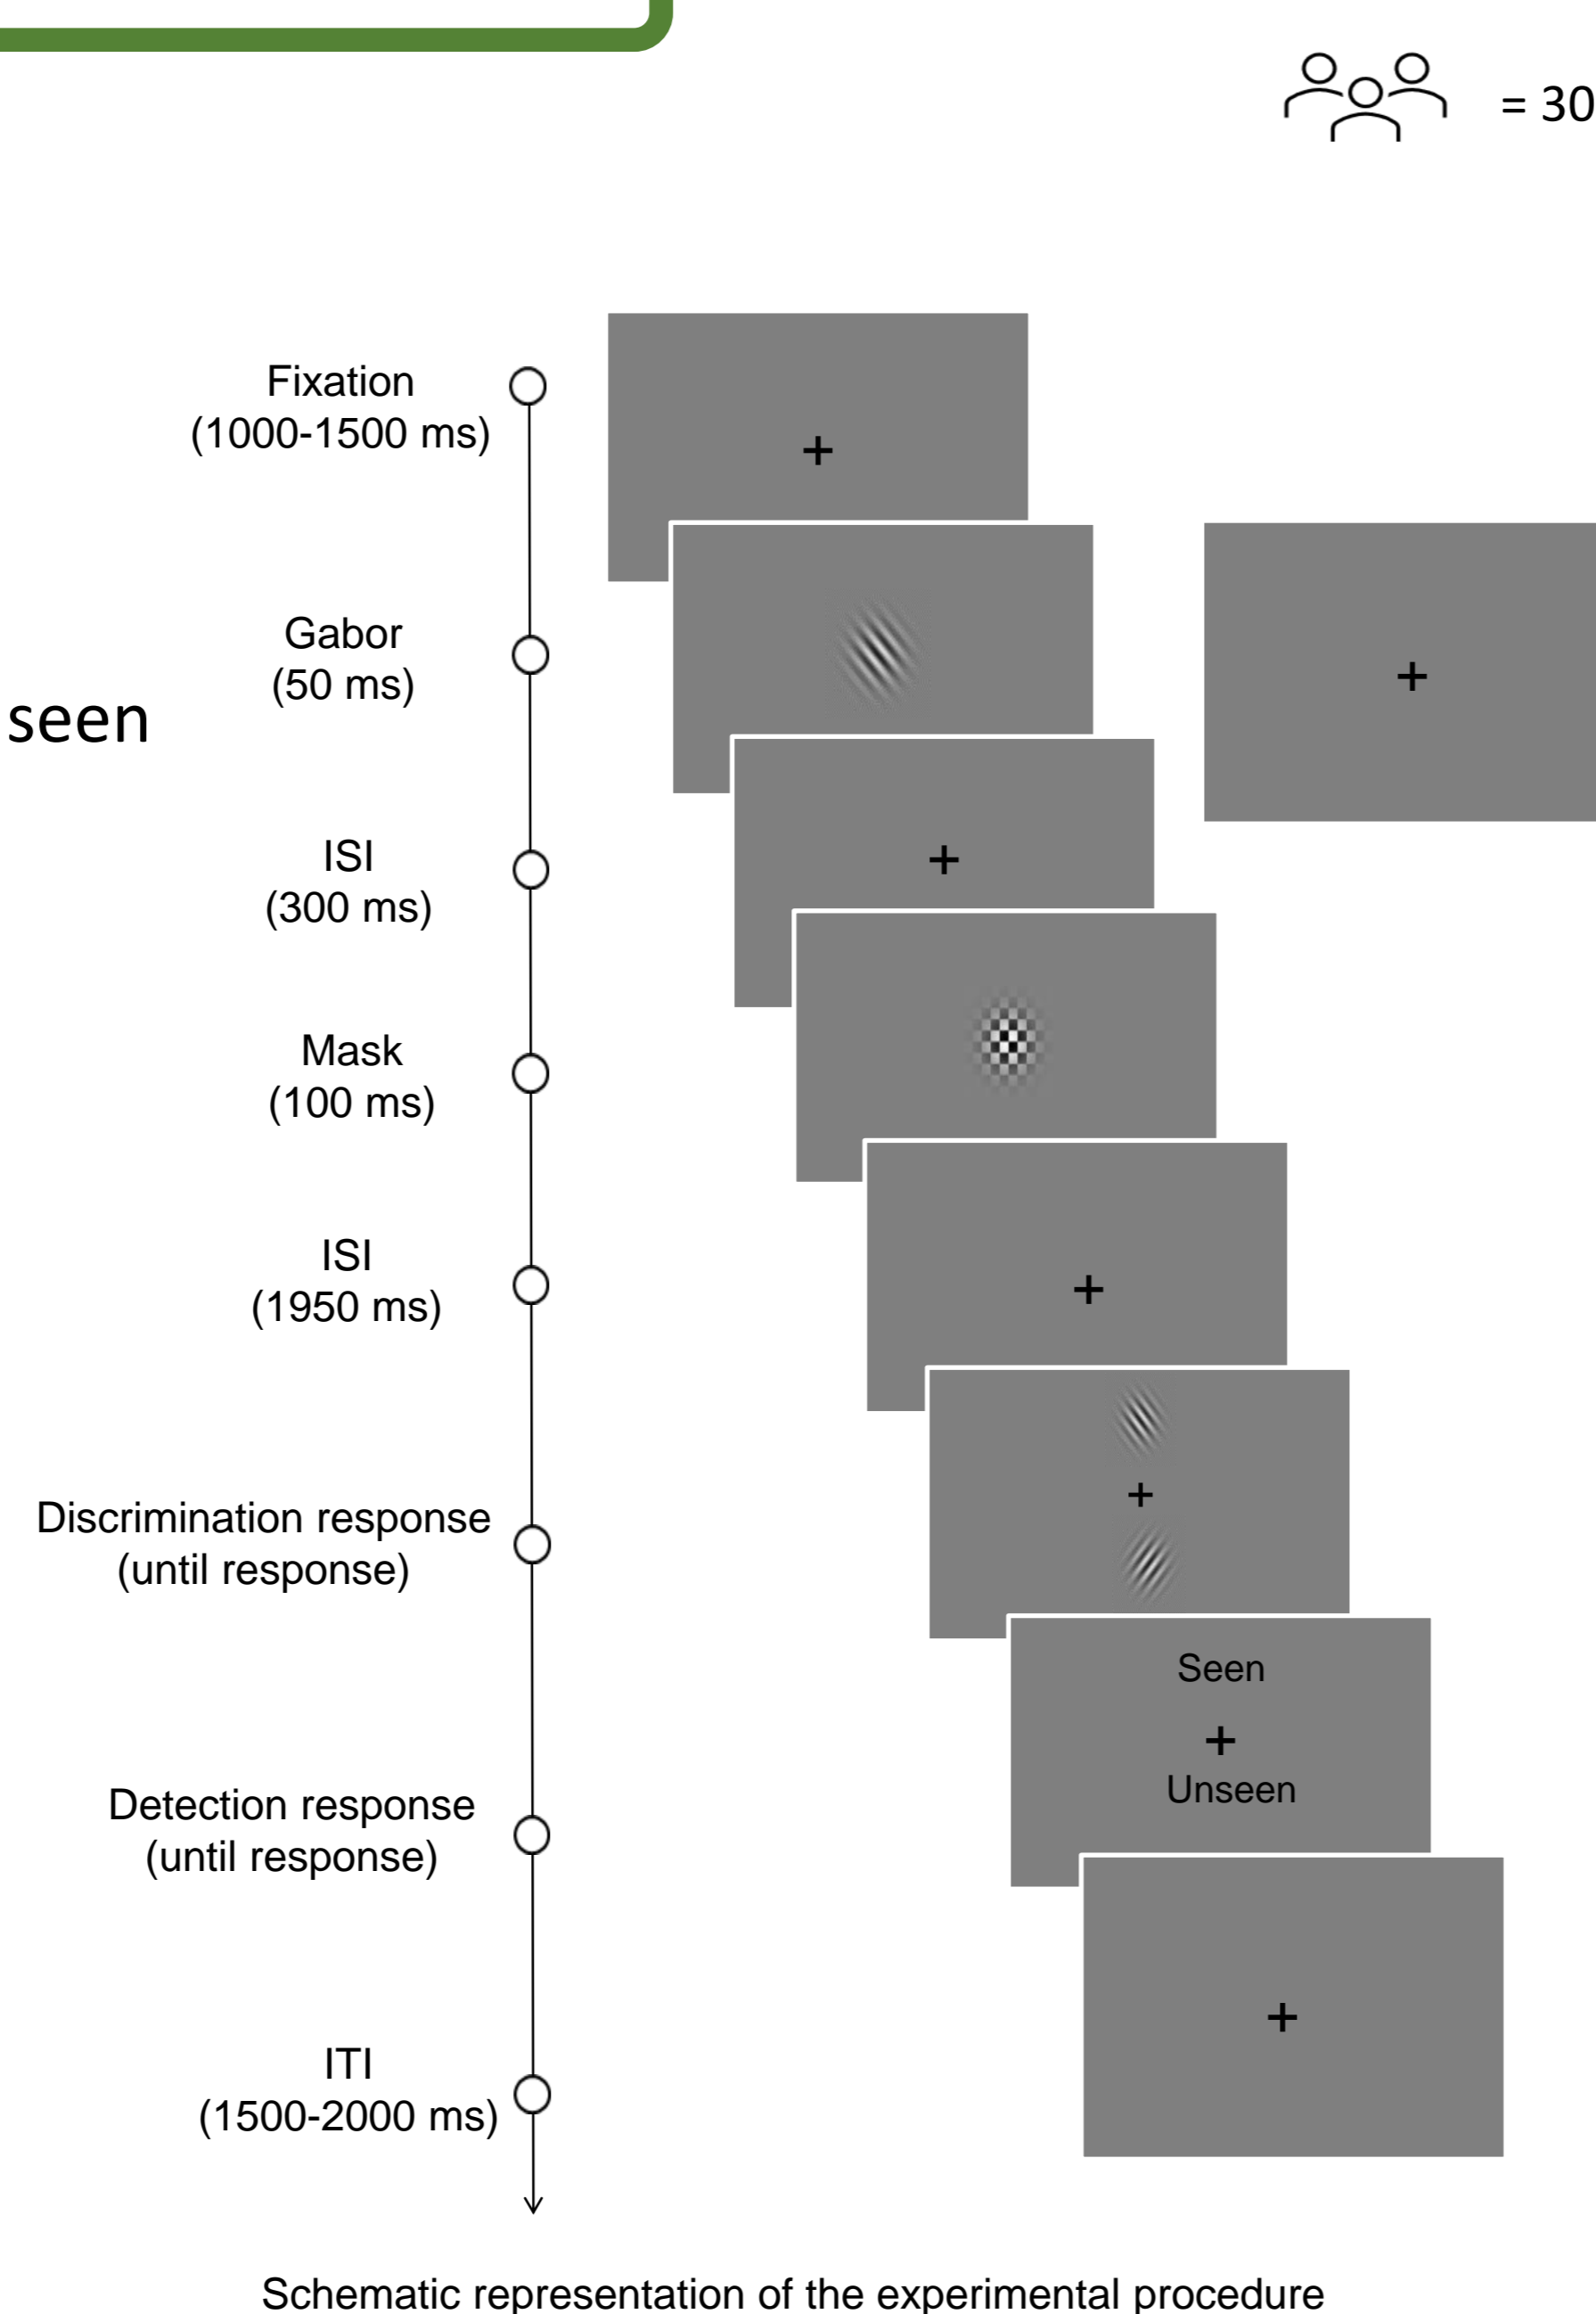 = 30
Fixation
(1000-1500 ms)
Gabor
(50 ms)
seen
ISI
(300 ms)
Mask
(100 ms)
ISI
(1950 ms)
Discrimination response
(until response)
Seen
Unseen
Detection response
(until response)
ITI
(1500-2000 ms)
Schematic representation of the experimental procedure